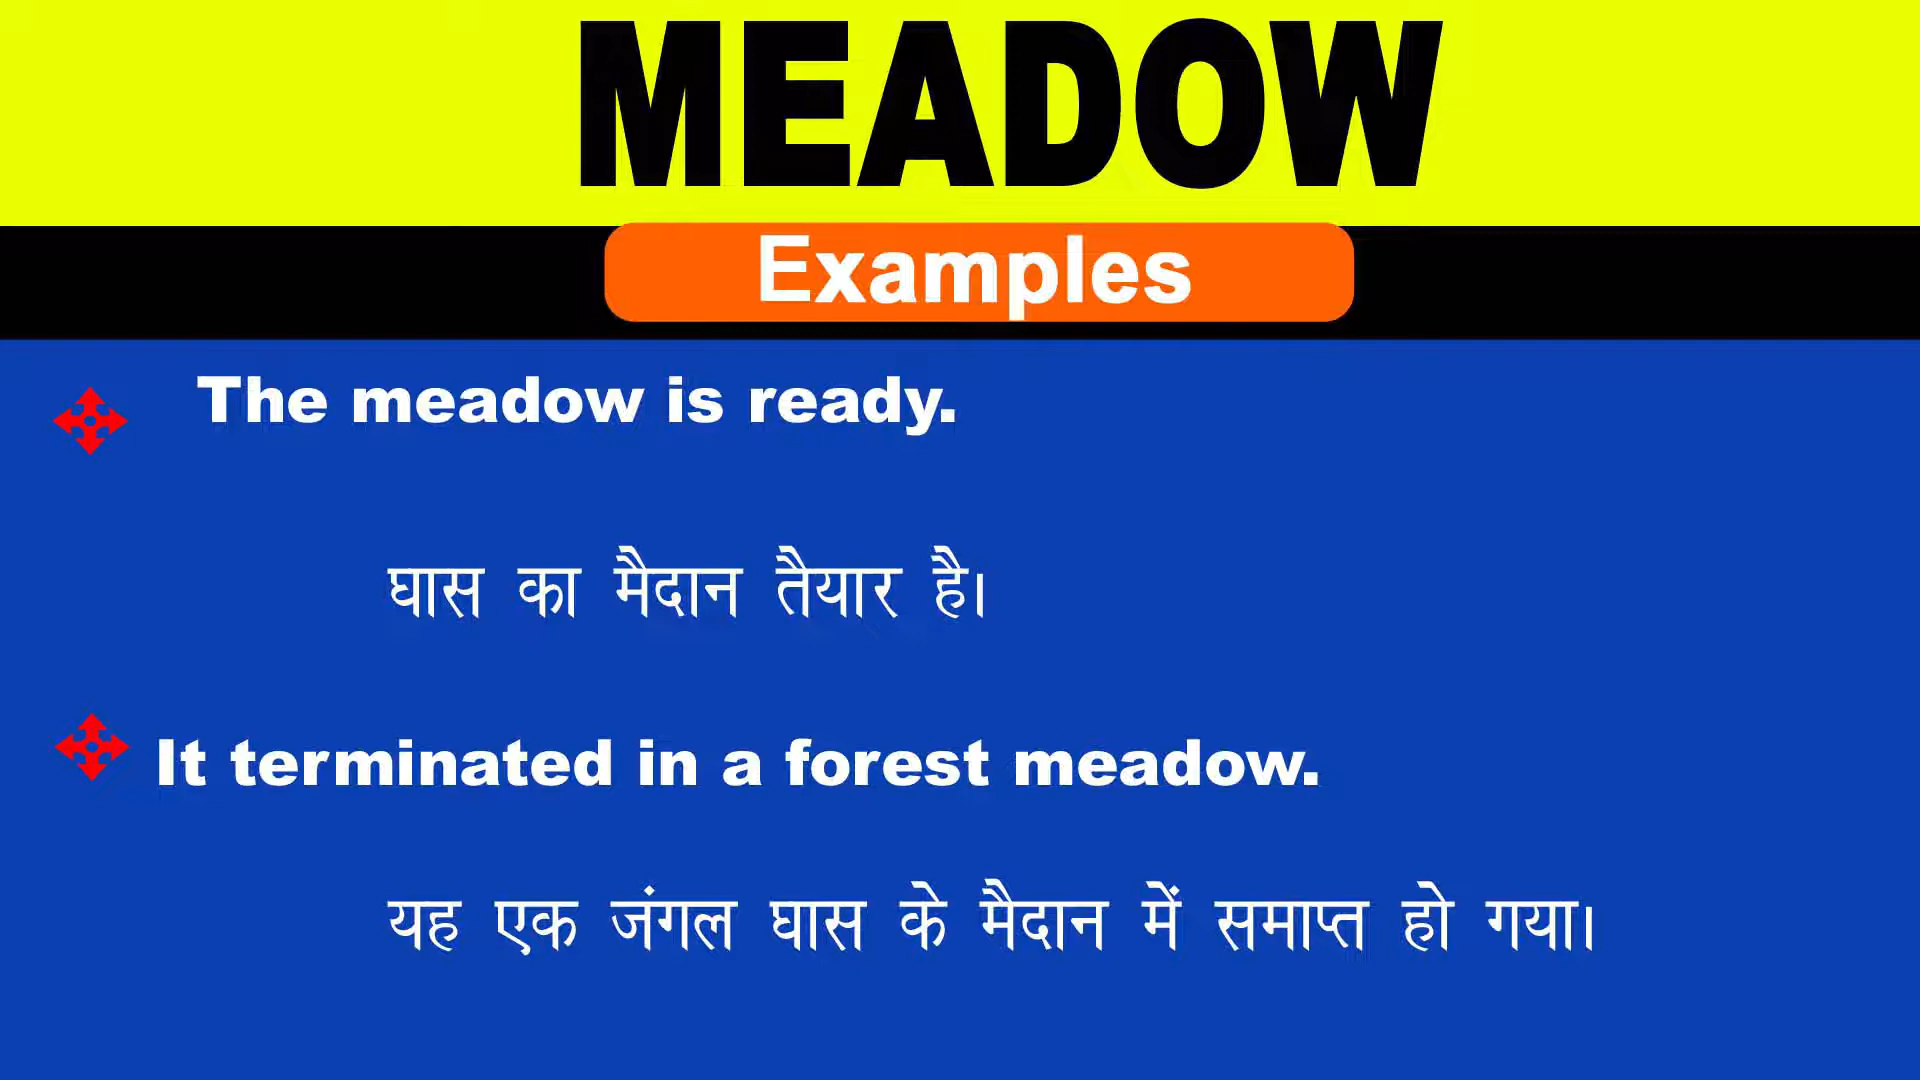 MEADOW
Examples
The meadow is ready.
घास का मैदान तैयार है।
It terminated in a forest meadow.
यह एक जंगल घास के मैदान में समाप्त हो गया।